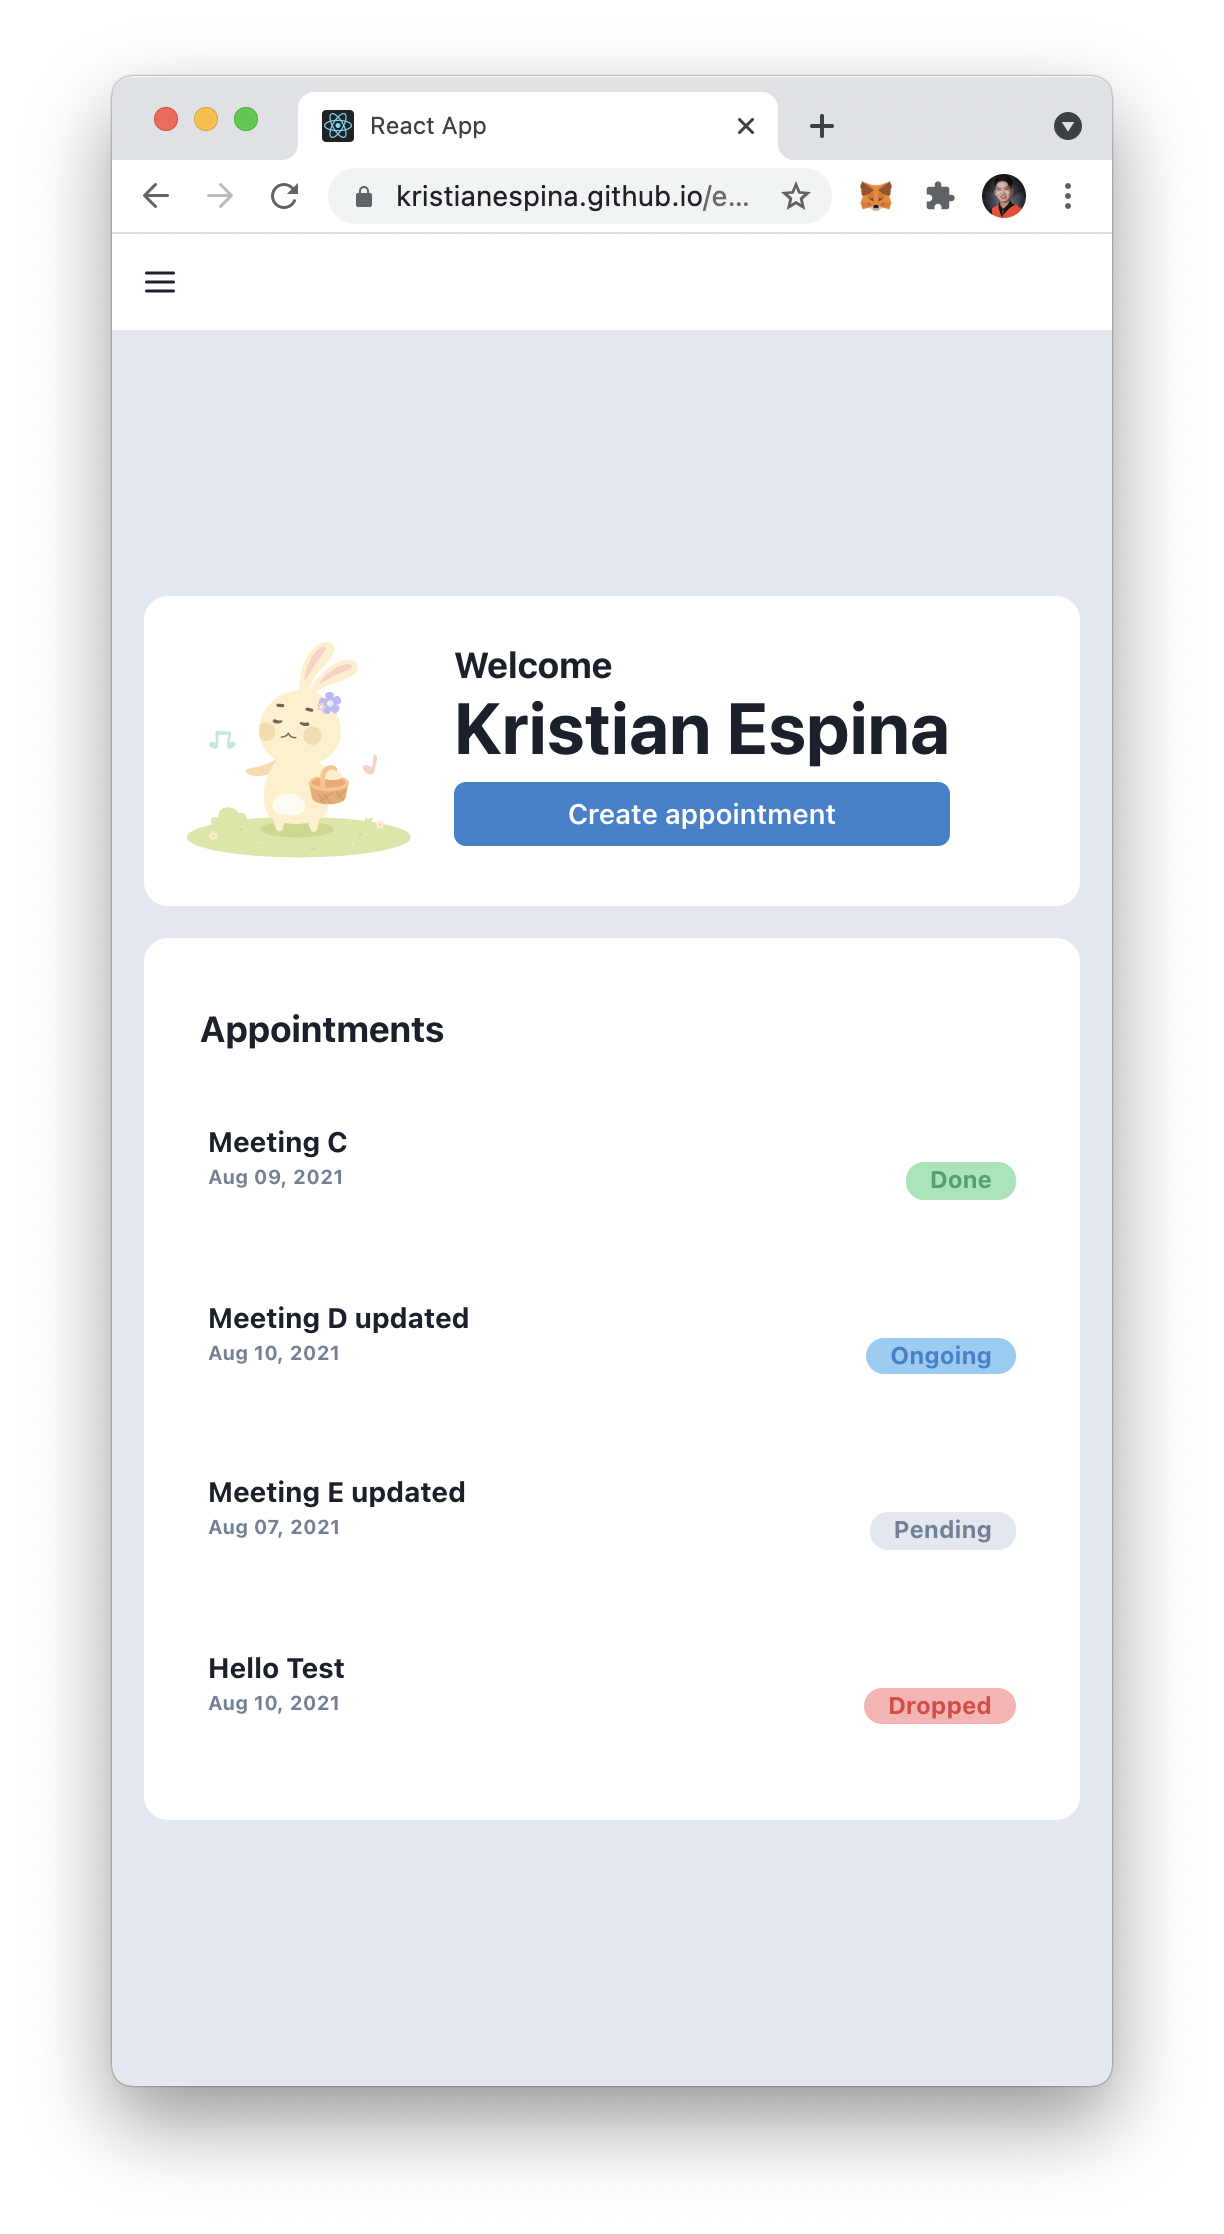 React App
kristianespina.github.io/e...
Welcome
Kristian Espina
Create appointment
Appointments
Meeting C
Aug 09, 2021
Done
Meeting D updated
Aug 10, 2021
Ongoing
Meeting E updated
Aug 07, 2021
Pending
Hello Test
Aug 10, 2021
Dropped